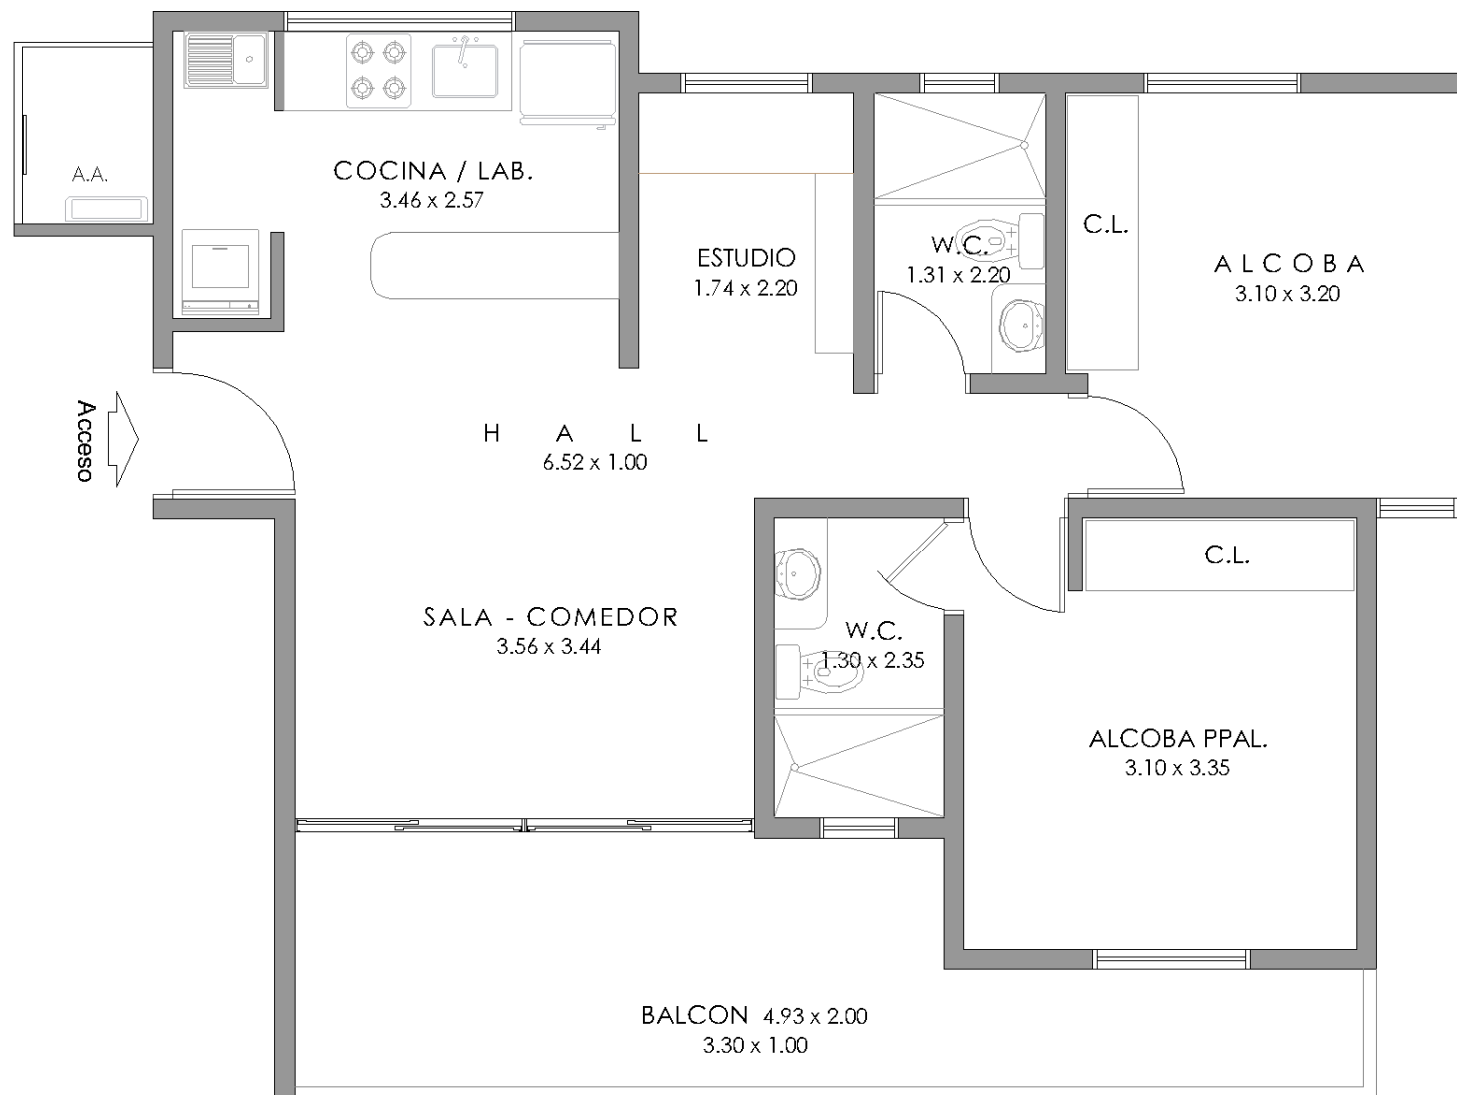 A.A.
COCINA / LAB.
3.46 x 2.57
ESTUDIO
1.74 x 2.20
W.C.
1.31 x 2.20
C.L.
ALCOBA
3.10 x 3.20
Acceso
HALL
6.52 x 1.00
SALA - COMEDOR
3.56 x 3.44
W.C.
1.30 x 2.35
C.L.
ALCOBA PPAL.
3.10 x 3.35
BALCON 4.93 x 2.00
3.30 x 1.00